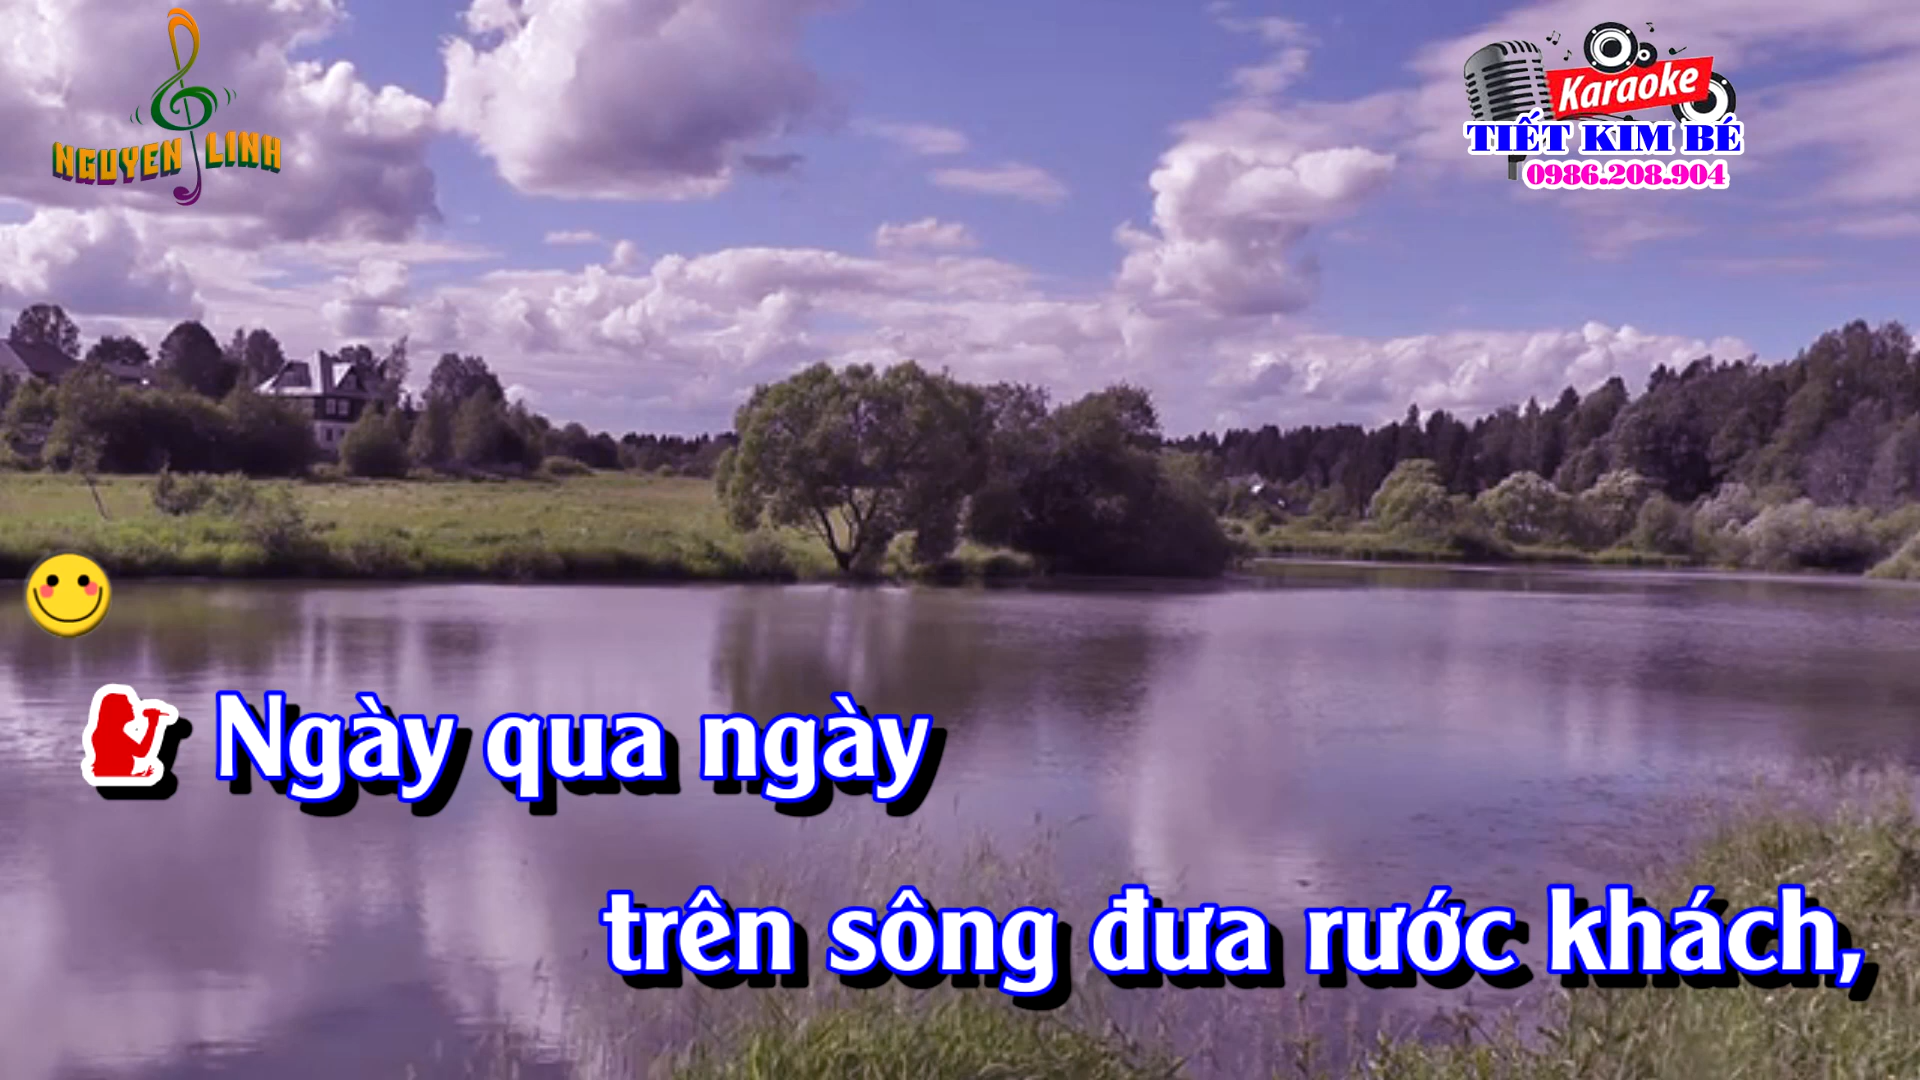 NGUYEN LINH
Karaoke
TIẾT KIM BÉ
0986.208.904
Ngày qua ngày
trên sông đưa rước khách,